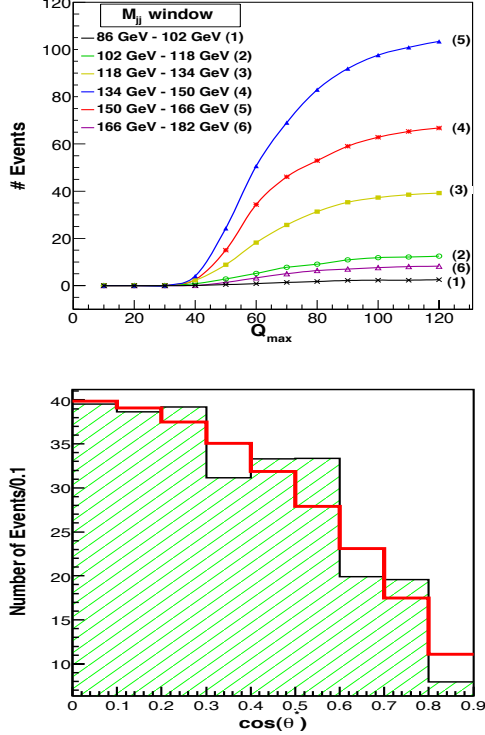 M_jj window
86 GeV - 102 GeV (1)
102 GeV - 118 GeV (2)
118 GeV - 134 GeV (3)
134 GeV - 150 GeV (4)
150 GeV - 166 GeV (5)
166 GeV - 182 GeV (6)
# Events
120
100
80
60
40
20
0
(5)
(4)
(3)
(2)
(6)
(1)
0 20 40 60 80 100 120
Q_max
Number of Events/0.1
40
35
30
25
20
15
10
0 0.1 0.2 0.3 0.4 0.5 0.6 0.7 0.8 0.9
cos(θ*)